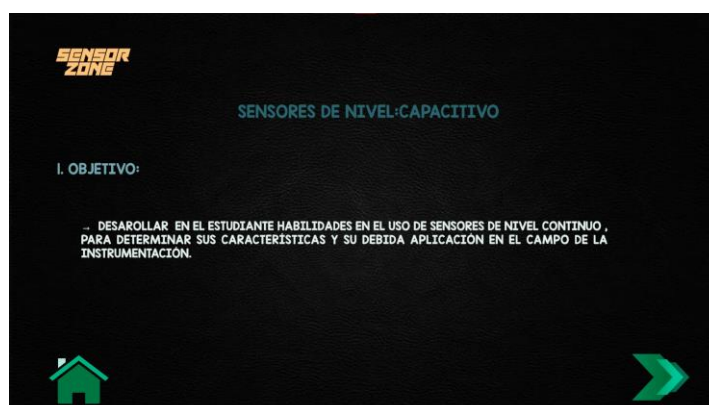 SENSOR
ZONE
SENSORES DE NIVEL:CAPACITIVO
I. OBJETIVO:
→ DESAROLLAR EN EL ESTUDIANTE HABILIDADES EN EL USO DE SENSORES DE NIVEL CONTINUO ,
PARA DETERMINAR SUS CARACTERÍSTICAS Y SU DEBIDA APLICACIÓN EN EL CAMPO DE LA
INSTRUMENTACIÓN.